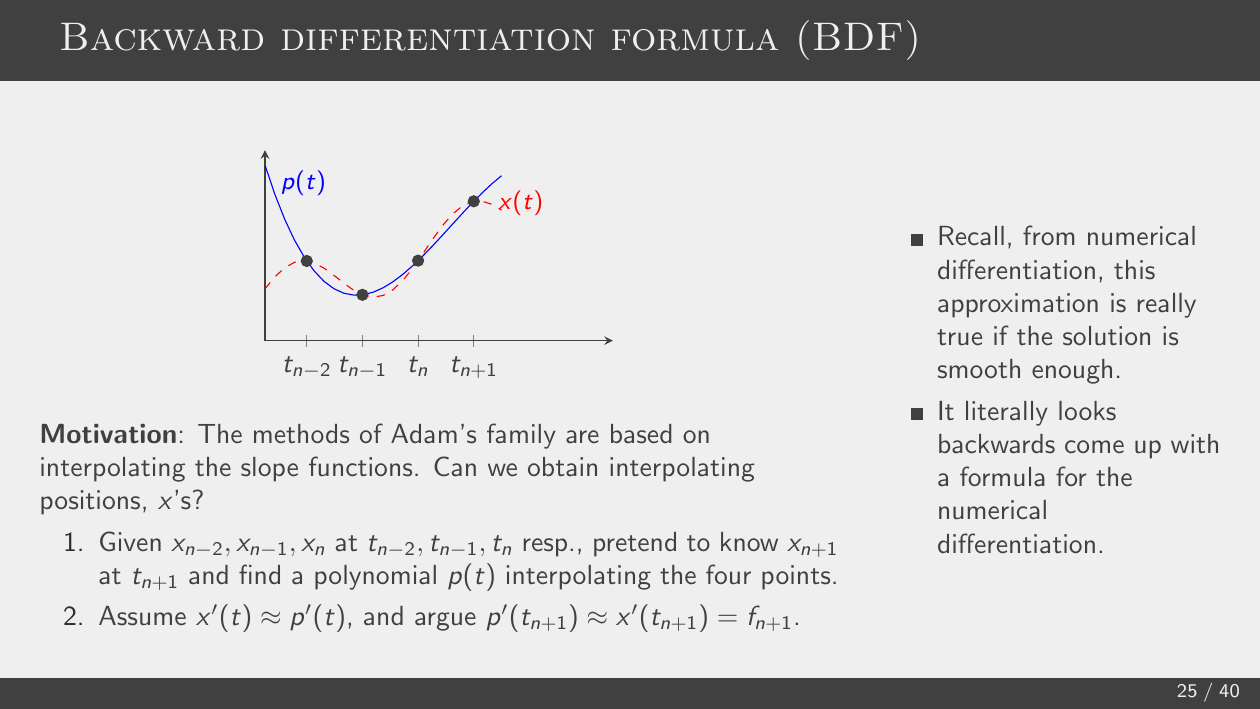 Backward differentiation formula (BDF)
p(t)
x(t)
t_{n−2} t_{n−1} t_n t_{n+1}
Motivation: The methods of Adam's family are based on
interpolating the slope functions. Can we obtain interpolating
positions, x's?
1. Given x_{n−2}, x_{n−1}, x_n at t_{n−2}, t_{n−1}, t_n resp., pretend to know x_{n+1}
at t_{n+1} and find a polynomial p(t) interpolating the four points.
2. Assume x′(t) ≈ p′(t), and argue p′(t_{n+1}) ≈ x′(t_{n+1}) = f_{n+1}.
Recall, from numerical
differentiation, this
approximation is really
true if the solution is
smooth enough.
It literally looks
backwards come up with
a formula for the
numerical
differentiation.
25 / 40